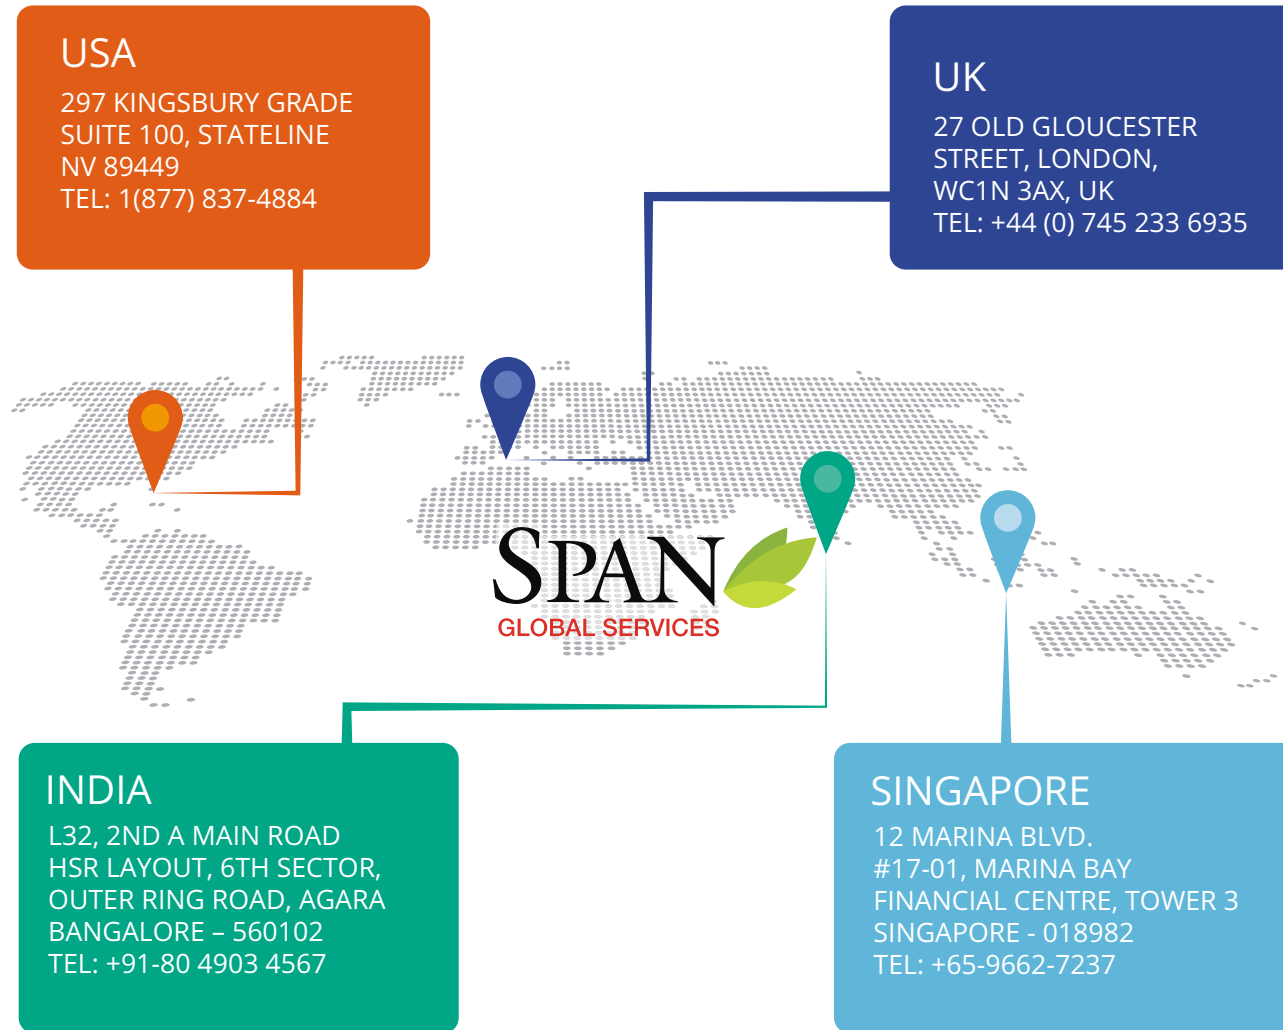 USA
297 KINGSBURY GRADE
SUITE 100, STATELINE
NV 89449
TEL: 1(877) 837-4884
UK
27 OLD GLOUCESTER
STREET, LONDON,
WC1N 3AX, UK
TEL: +44 (0) 745 233 6935
SPAN
GLOBAL SERVICES
INDIA
L32, 2ND A MAIN ROAD
HSR LAYOUT, 6TH SECTOR,
OUTER RING ROAD, AGARA
BANGALORE – 560102
TEL: +91-80 4903 4567
SINGAPORE
12 MARINA BLVD.
#17-01, MARINA BAY
FINANCIAL CENTRE, TOWER 3
SINGAPORE - 018982
TEL: +65-9662-7237